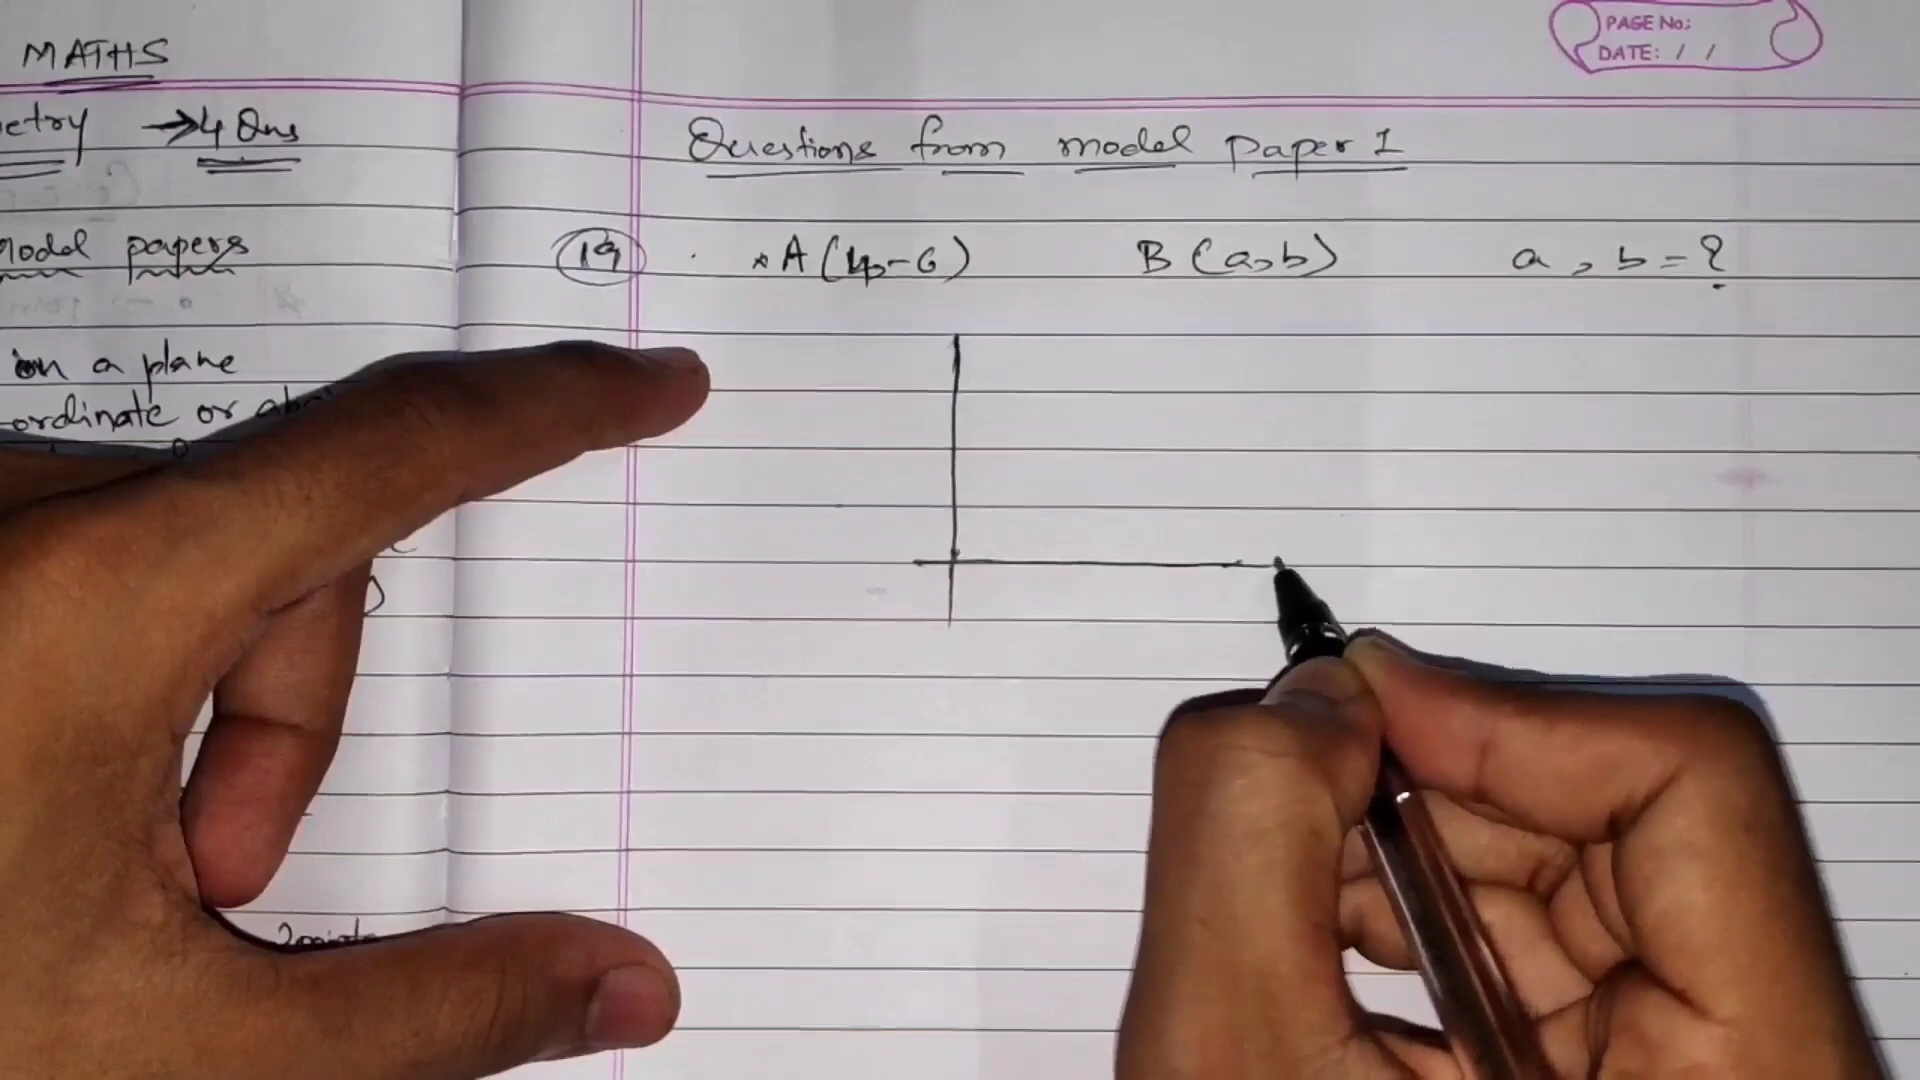 MATHS
PAGE No:
DATE: / /
etry → 4 Qns
Questions from model paper 1
Model papers
19 . * A (4, -6) B (a, b) a, b = ?
on a plane
ordinate or